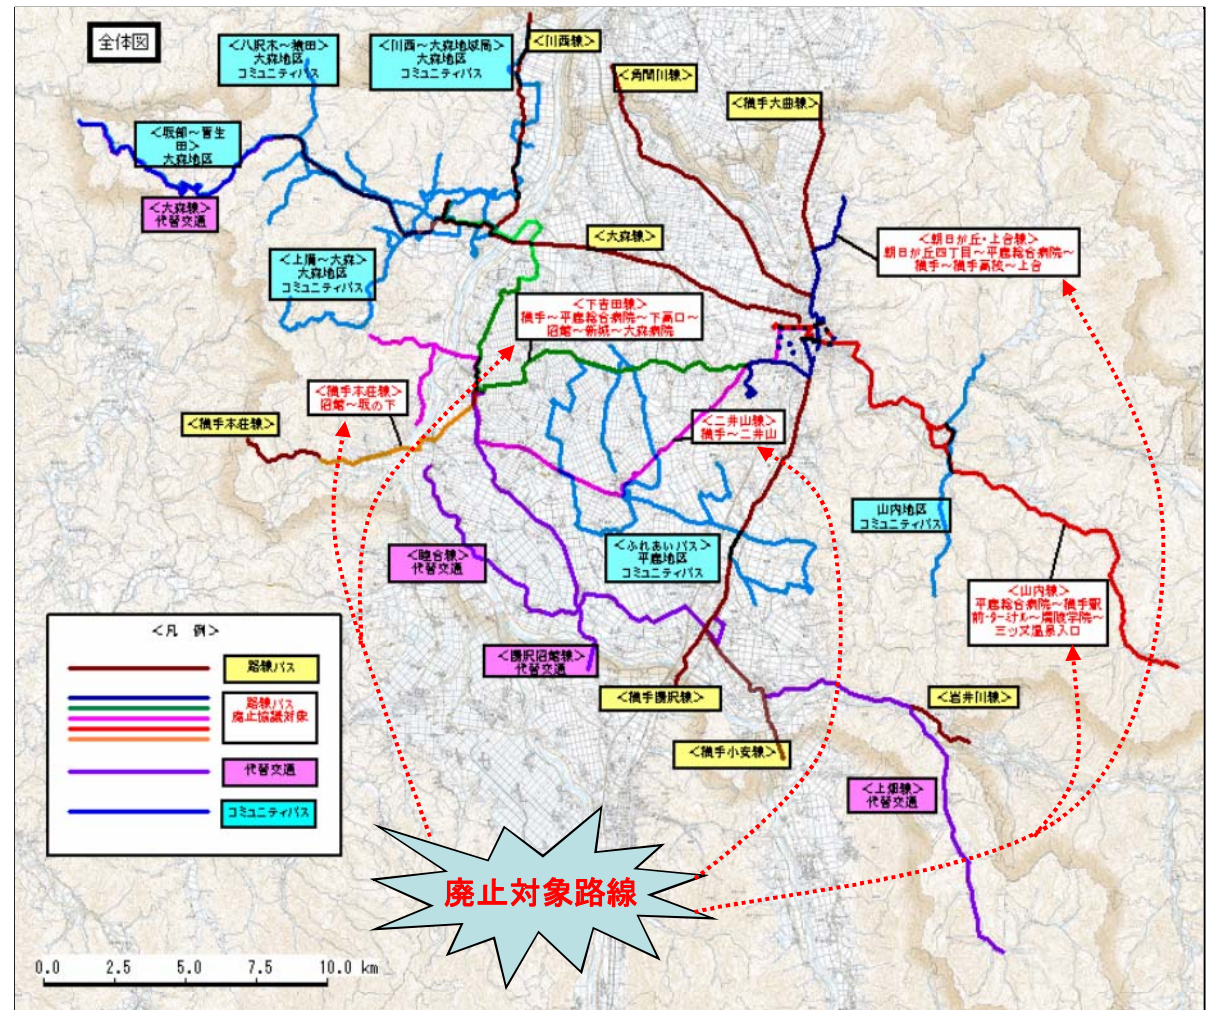 全体図
<八沢木~猿田>
大森地区
コミュニティバス
<川西~大森地域局>
大森地区
コミュニティバス
<川西線>
<角間川線>
<横手大曲線>
<坂部~菅生
田>
大森地区
<大森線>
代替交通
<大森線>
<朝日が丘・上台線>
朝日が丘四丁目~平鹿総合病院~
横手~横手高校~上台
<上溝~大森>
大森地区
コミュニティバス
<下吉田線>
横手~平鹿総合病院~下高口~
沼館~新城~大森病院
<横手本荘線>
沼館~坂の下
<横手本荘線>
<二井山線>
横手~二井山
山内地区
コミュニティバス
<睦合線>
代替交通
<ふれあいバス>
平鹿地区
コミュニティバス
<山内線>
平鹿総合病院~横手駅
前・ターミナル~腐陵学院~
三ッ又温泉入口
<凡 例>
路線バス
路線バス
廃止協議対象
代替交通
コミュニティバス
<湯沢沼館線>
代替交通
<横手湯沢線>
<岩井川線>
<横手小安線>
<上畑線>
代替交通
廃止対象路線
0.0 2.5 5.0 7.5 10.0 km